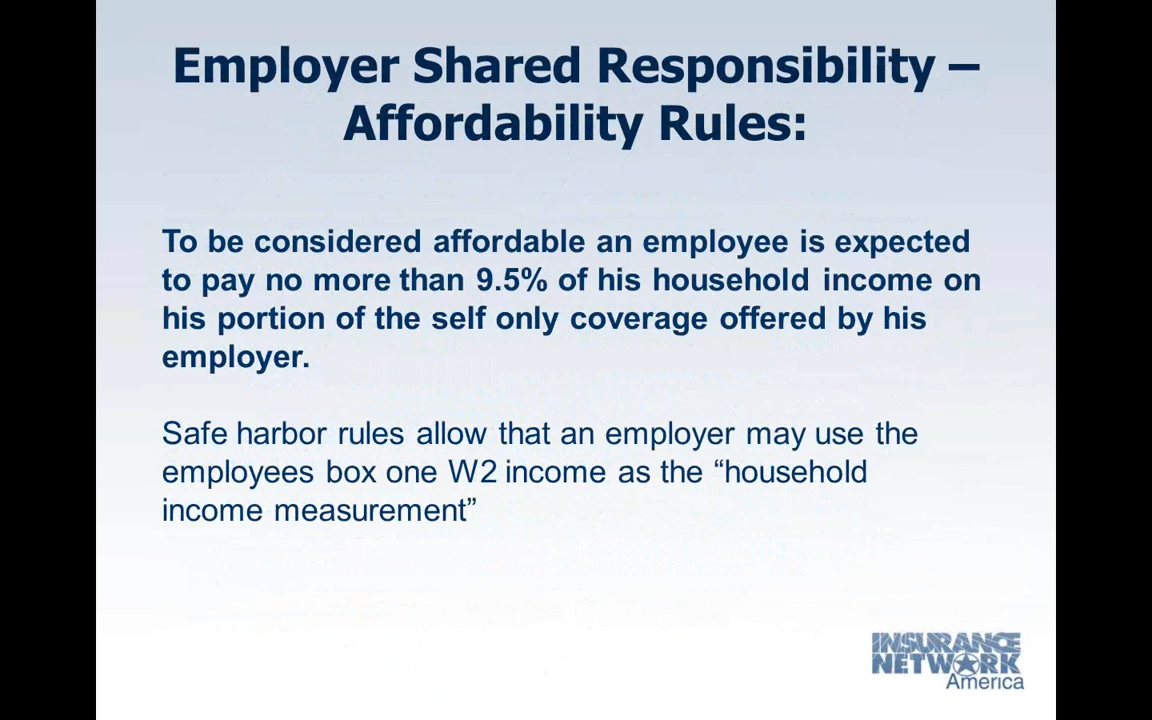 Employer Shared Responsibility –
Affordability Rules:
To be considered affordable an employee is expected
to pay no more than 9.5% of his household income on
his portion of the self only coverage offered by his
employer.
Safe harbor rules allow that an employer may use the
employees box one W2 income as the “household
income measurement”
INSURANCE
NETWORK
America